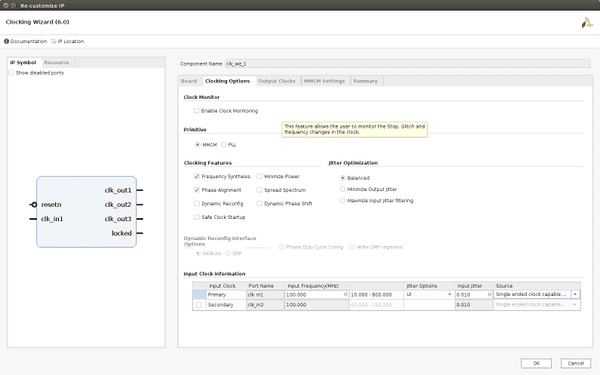 Re-customize IP
Clocking Wizard (6.0)
Documentation IP Location
IP Symbol Resource
Show disabled ports
resetn
clk_in1
clk_out1
clk_out2
clk_out3
locked
Component Name clk_wiz_1
Board Clocking Options Output Clocks MMCM Settings Summary
Clock Monitor
Enable Clock Monitoring
This feature allows the user to monitor the Stop, Glitch and
frequency changes in the clock.
Primitive
MMCM PLL
Clocking Features Jitter Optimization
Frequency Synthesis Minimize Power Balanced
Phase Alignment Spread Spectrum Minimize Output Jitter
Dynamic Reconfig Dynamic Phase Shift Maximize Input Jitter filtering
Safe Clock Startup
Dynamic Reconfig Interface
Options
Phase Duty Cycle Config Write DRP registers
AXI4Lite DRP
Input Clock Information
Input Clock Port Name Input Frequency(MHz) Jitter Options Input Jitter Source
Primary clk_in1 100.000 10.000 - 800.000 UI 0.010 Single ended clock capable ...
Secondary clk_in2 100.000 0.010 Single ended clock capable ...
OK Cancel